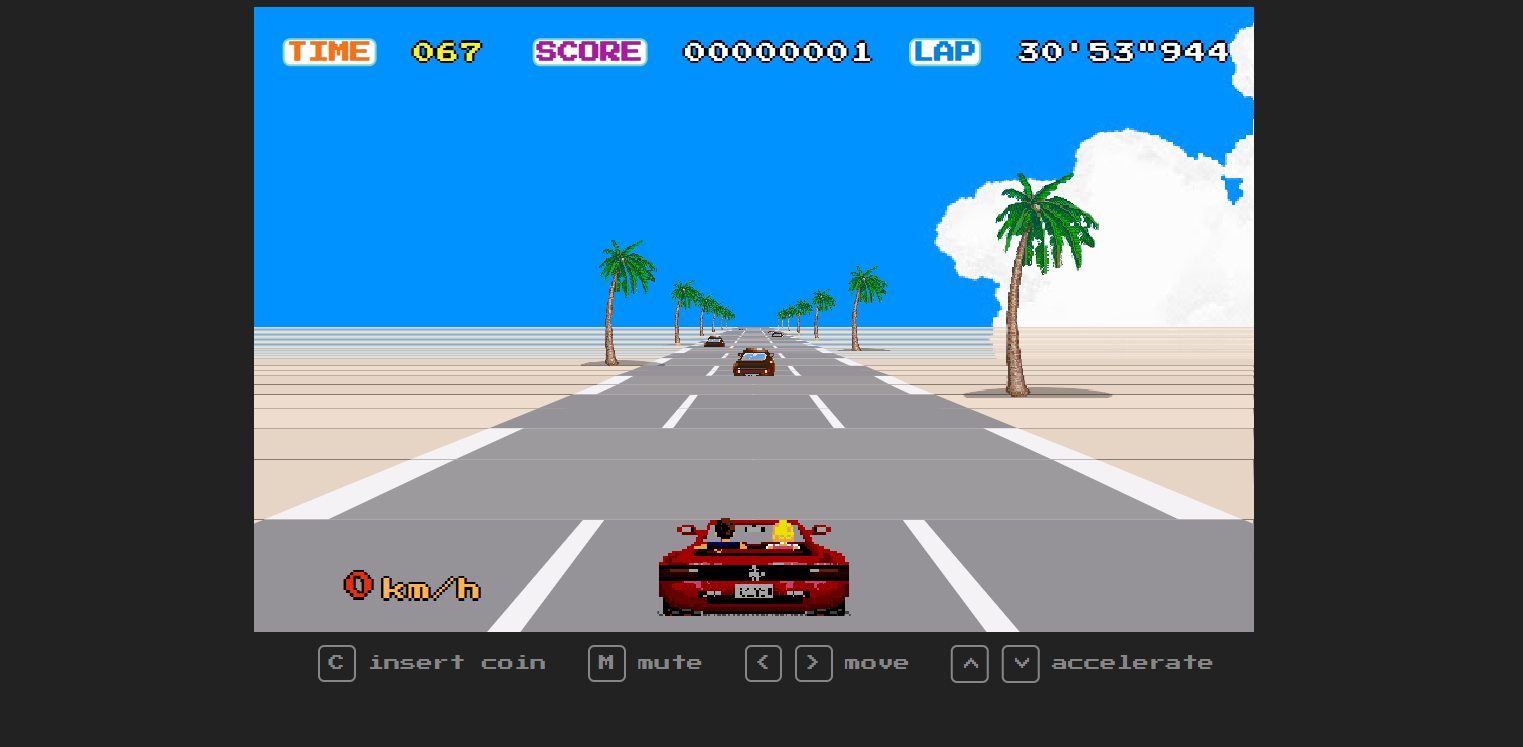 TIME 067 SCORE 00000001 LAP 30'53"944
0 km/h
C insert coin M mute < > move ^ v accelerate